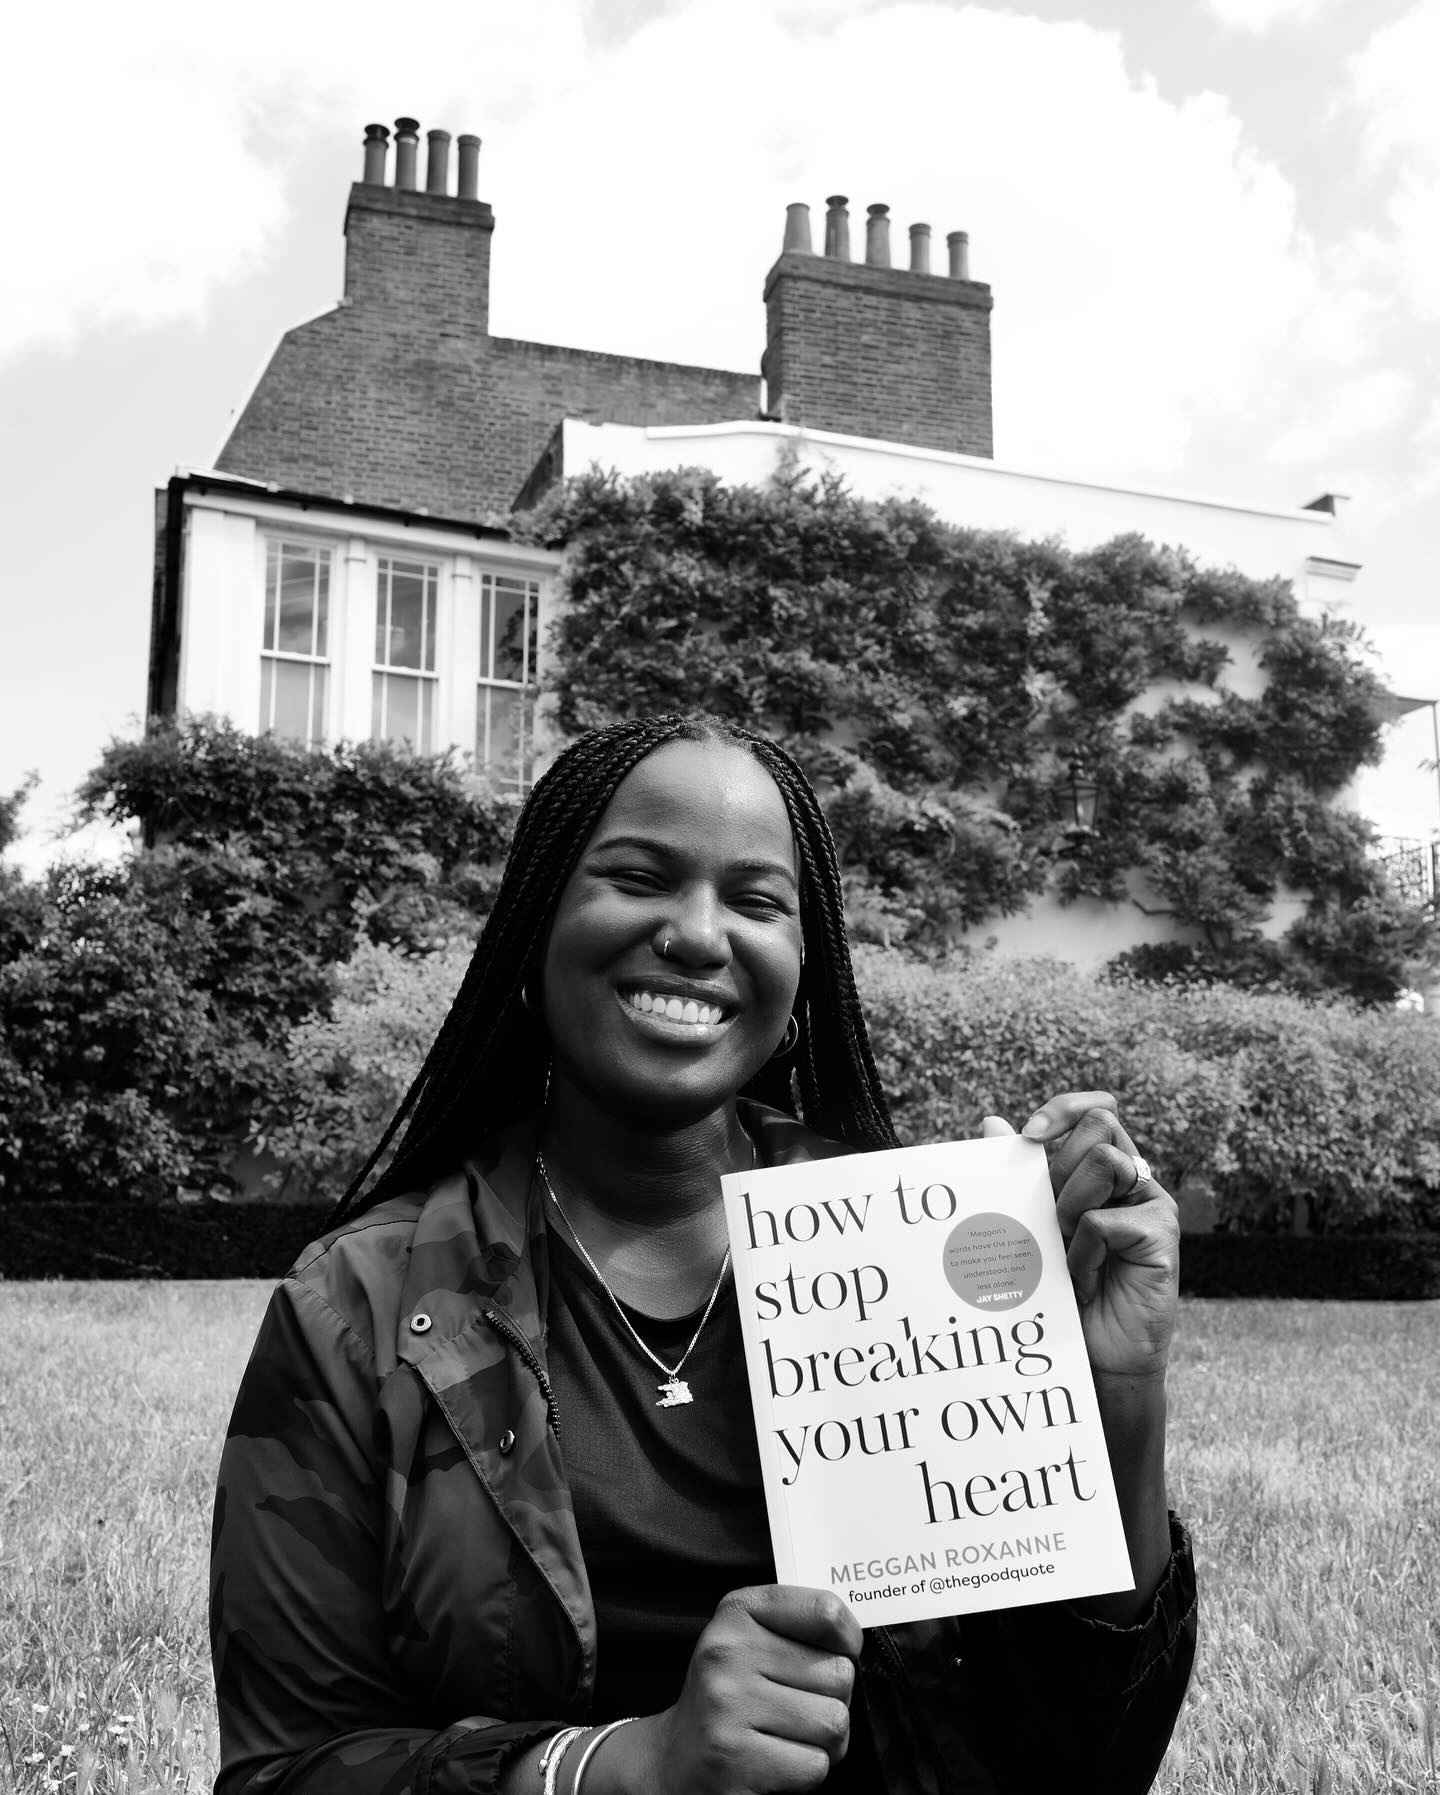 how to
stop
breaking
your own
heart
'Meggan's
words have the power
to make you feel seen,
understood, and
less alone.'
JAY SHETTY
MEGGAN ROXANNE
founder of @thegoodquote